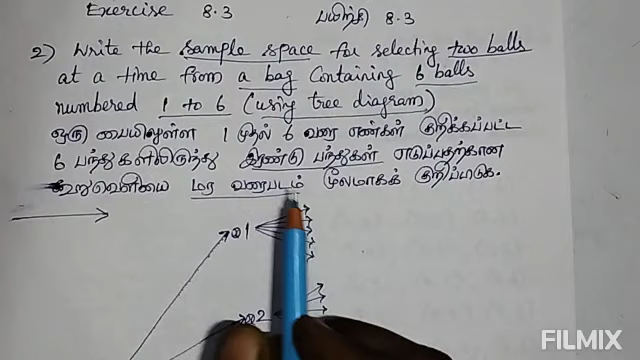 Exercise 8.3 பயிற்சி 8.3
2) Write the sample space for selecting two balls
at a time from a bag containing 6 balls
numbered 1 to 6 (using tree diagram)
ஒரு பையிலுள்ள 1 முதல் 6 வரை எண்கள் குறிக்கப்பட்ட
6 பந்துகளிலிருந்து இரண்டு பந்துகள் எடுப்பதற்கான
கூறுவெளியை மர வரைபடம் மூலமாகக் குறிப்பிடுக.
1
2
FILMIX